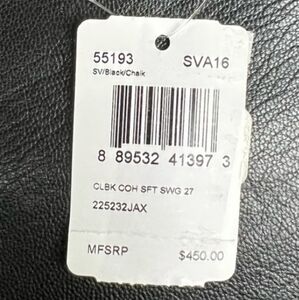 55193 SVA16
SV/Black/Chalk
8 89532 41397 3
CLBK COH SFT SWG 27
225232JAX
MFSRP $450.00